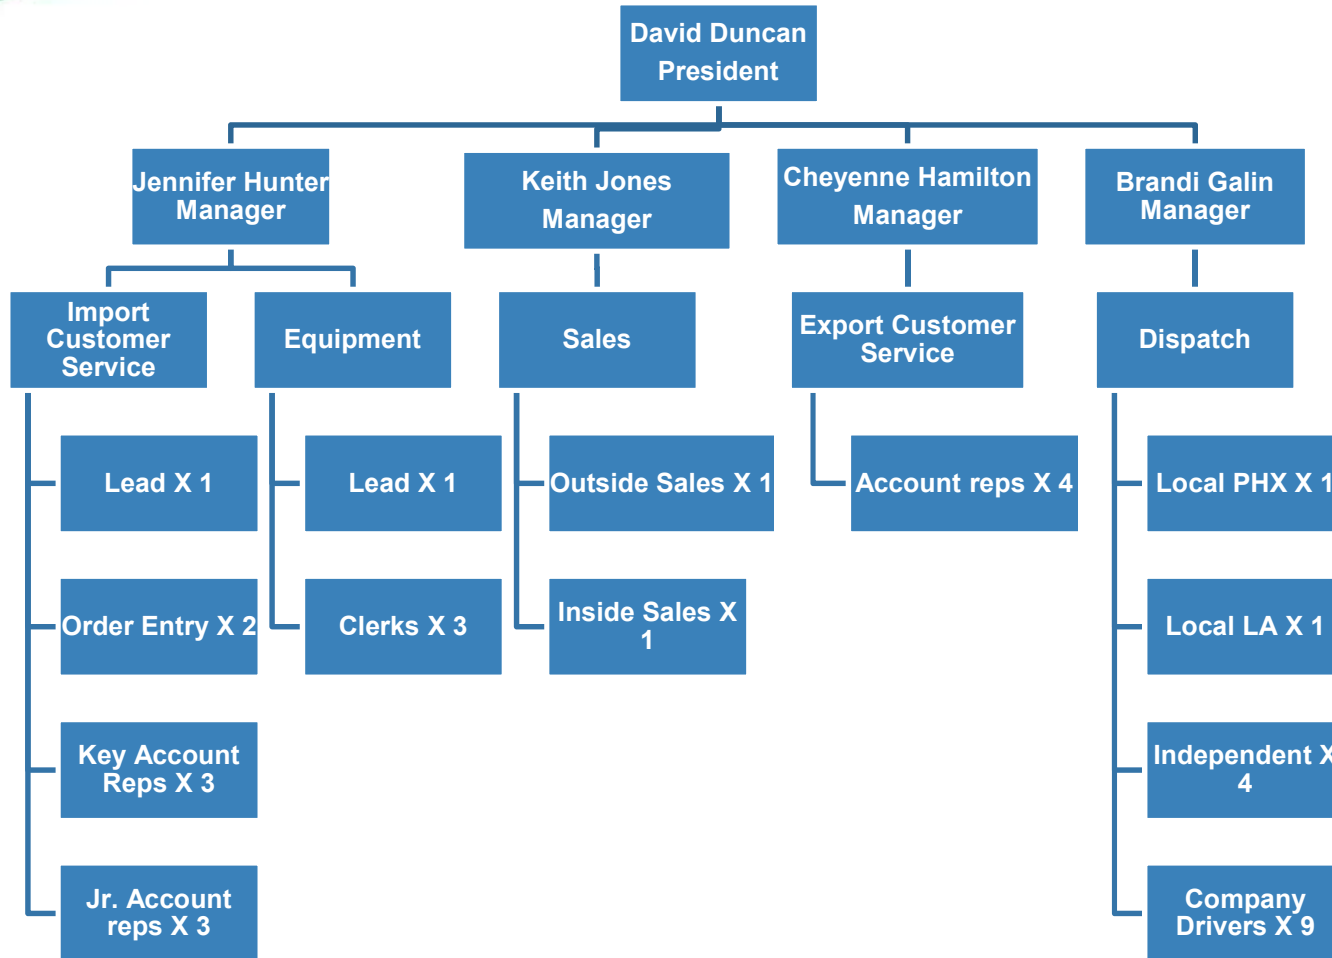 David Duncan
President
Jennifer Hunter
Manager
Keith Jones
Manager
Cheyenne Hamilton
Manager
Brandi Galin
Manager
Import
Customer
Service
Equipment
Sales
Export Customer
Service
Dispatch
Lead X 1
Lead X 1
Outside Sales X 1
Account reps X 4
Local PHX X 1
Order Entry X 2
Clerks X 3
Inside Sales X
1
Local LA X 1
Key Account
Reps X 3
Independent X
4
Jr. Account
reps X 3
Company
Drivers X 9